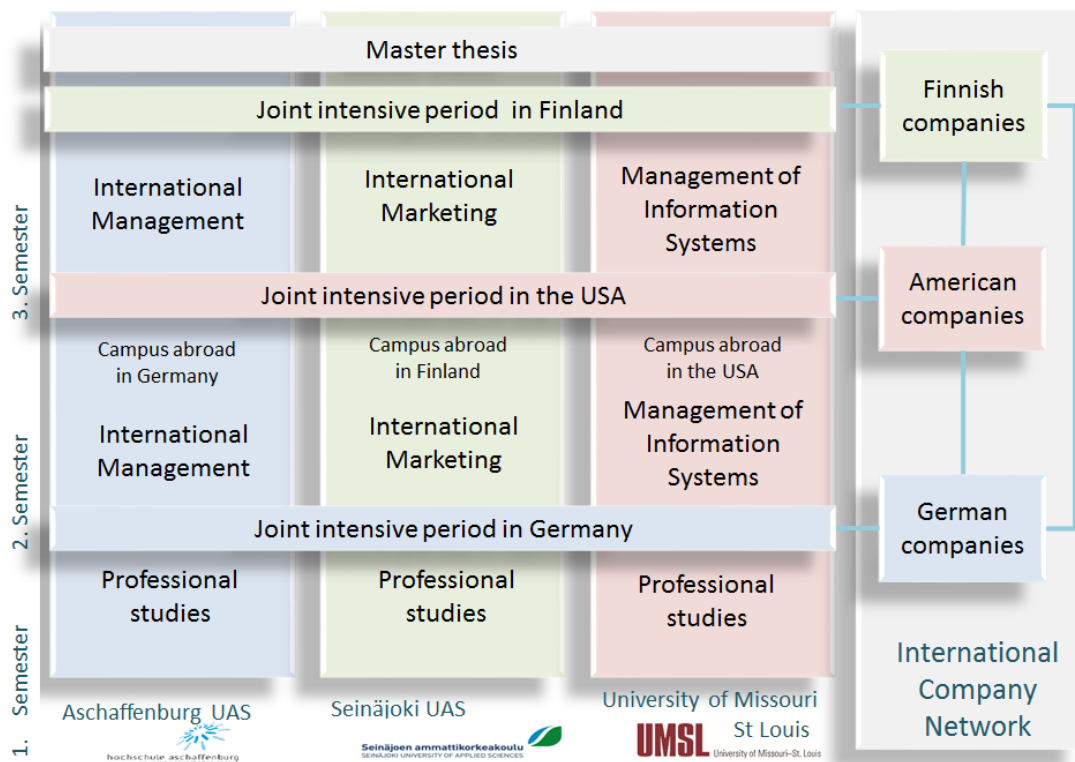 Master thesis
Joint intensive period in Finland
Finnish
companies
International
Management
International
Marketing
Management of
Information
Systems
3. Semester
Joint intensive period in the USA
American
companies
Campus abroad
in Germany
Campus abroad
in Finland
Campus abroad
in the USA
International
Management
International
Marketing
Management of
Information
Systems
2. Semester
Joint intensive period in Germany
German
companies
Professional
studies
Professional
studies
Professional
studies
1. Semester
International
Company
Network
Aschaffenburg UAS
hochschule aschaffenburg
Seinäjoki UAS
Seinäjoen ammattikorkeakoulu
SEINÄJOKI UNIVERSITY OF APPLIED SCIENCES
University of Missouri
St Louis
UMSL
University of Missouri–St. Louis